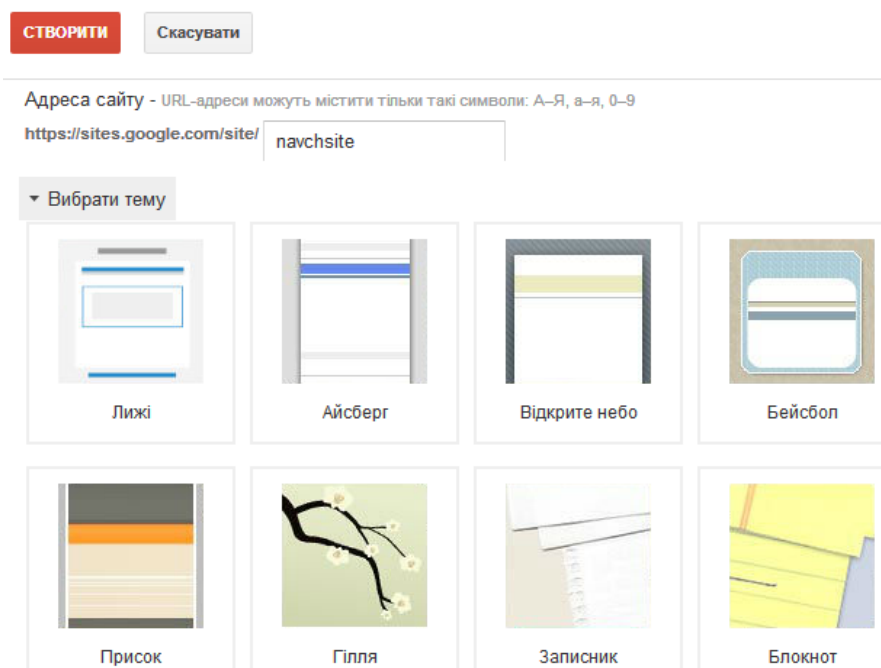 СТВОРИТИ Скасувати
Адреса сайту - URL-адреси можуть містити тільки такі символи: А–Я, а–я, 0–9
https://sites.google.com/site/ navchsite
Вибрати тему
Лижі Айсберг Відкрите небо Бейсбол
Присок Гілля Записник Блокнот